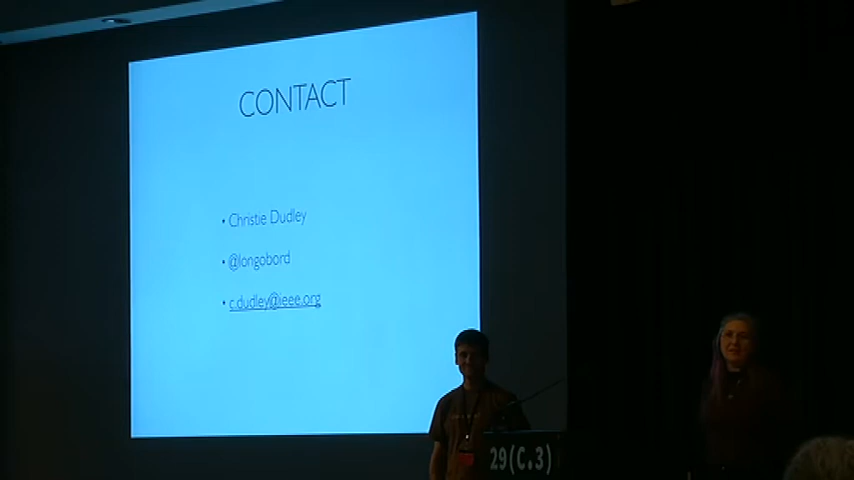 CONTACT
• Christie Dudley
• @longobord
• c.dudley@ieee.org
29(C.3)